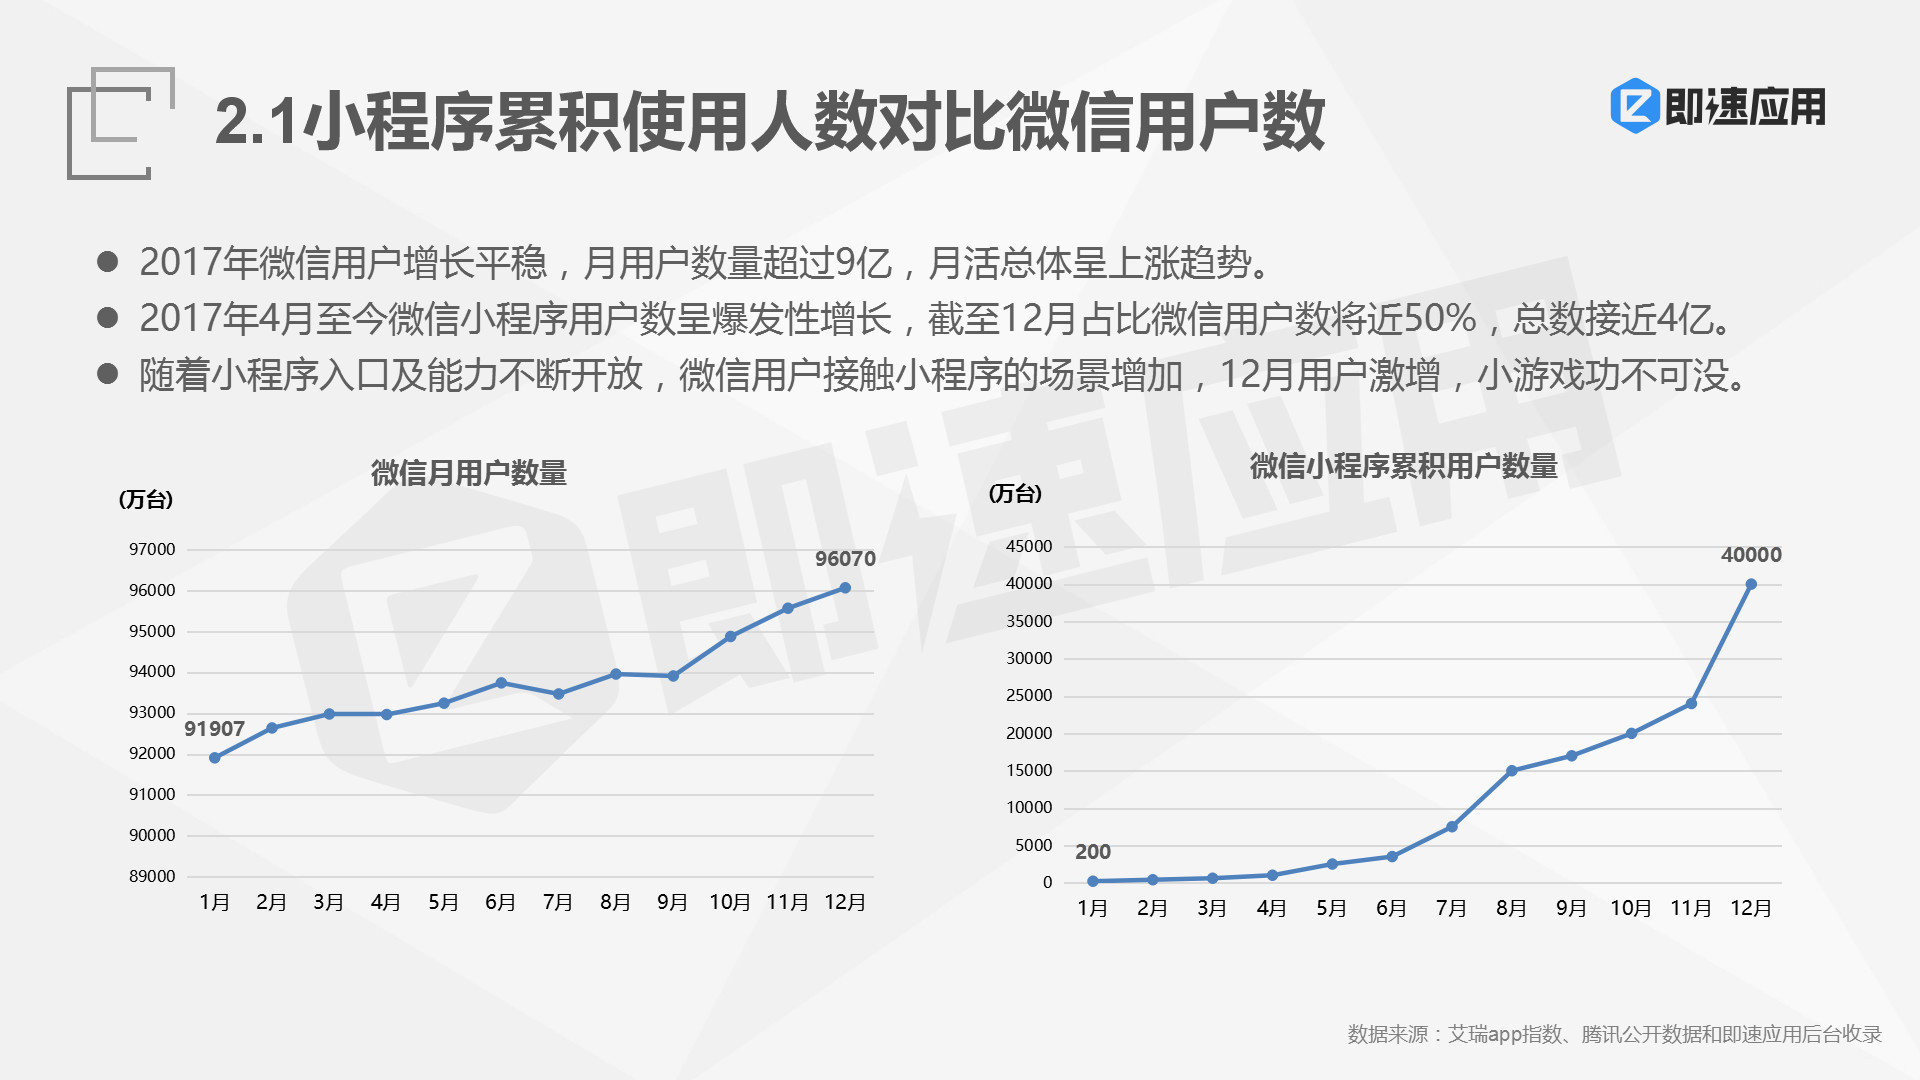 2.1小程序累积使用人数对比微信用户数
即速应用
2017年微信用户增长平稳，月用户数量超过9亿，月活总体呈上涨趋势。
2017年4月至今微信小程序用户数呈爆发性增长，截至12月占比微信用户数将近50%，总数接近4亿。
随着小程序入口及能力不断开放，微信用户接触小程序的场景增加，12月用户激增，小游戏功不可没。
微信月用户数量
(万台)
97000
96000
95000
94000
93000
92000
91000
90000
89000
91907
96070
1月 2月 3月 4月 5月 6月 7月 8月 9月 10月 11月 12月
微信小程序累积用户数量
(万台)
45000
40000
35000
30000
25000
20000
15000
10000
5000
0
200
40000
1月 2月 3月 4月 5月 6月 7月 8月 9月 10月 11月 12月
即速应用
数据来源：艾瑞app指数、腾讯公开数据和即速应用后台收录